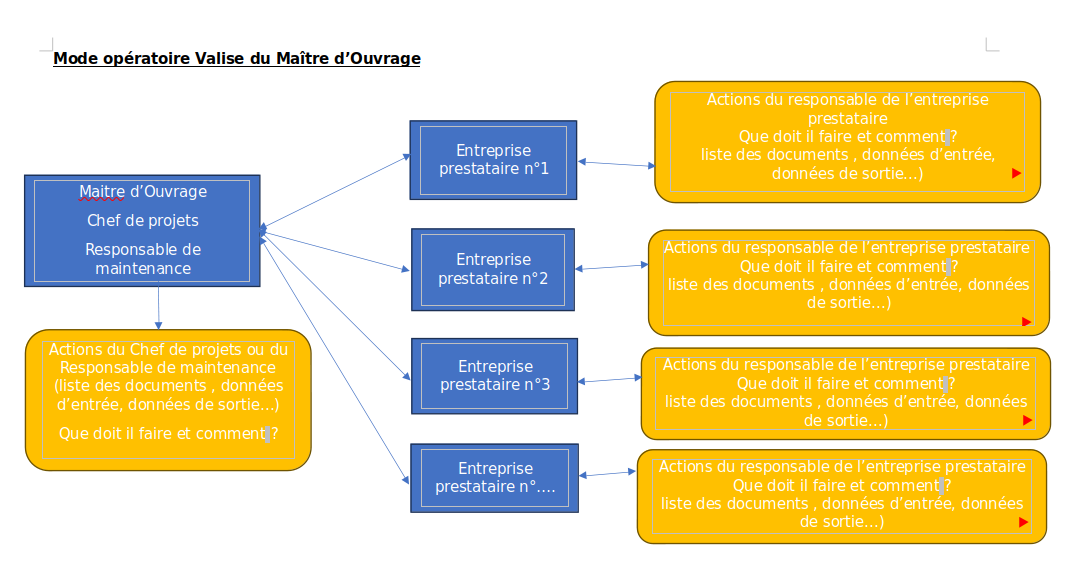 Mode opératoire Valise du Maître d’Ouvrage
Maitre d’Ouvrage
Chef de projets
Responsable de
maintenance
Actions du Chef de projets ou du
Responsable de maintenance
(liste des documents , données
d’entrée, données de sortie…)
Que doit il faire et comment ?
Entreprise
prestataire n°1
Actions du responsable de l’entreprise
prestataire
Que doit il faire et comment ?
liste des documents , données d’entrée,
données de sortie…)
Entreprise
prestataire n°2
Actions du responsable de l’entreprise prestataire
Que doit il faire et comment ?
liste des documents , données d’entrée, données
de sortie…)
Entreprise
prestataire n°3
Actions du responsable de l’entreprise prestataire
Que doit il faire et comment ?
liste des documents , données d’entrée, données
de sortie…)
Entreprise
prestataire n°….
Actions du responsable de l’entreprise prestataire
Que doit il faire et comment ?
liste des documents , données d’entrée, données
de sortie…)